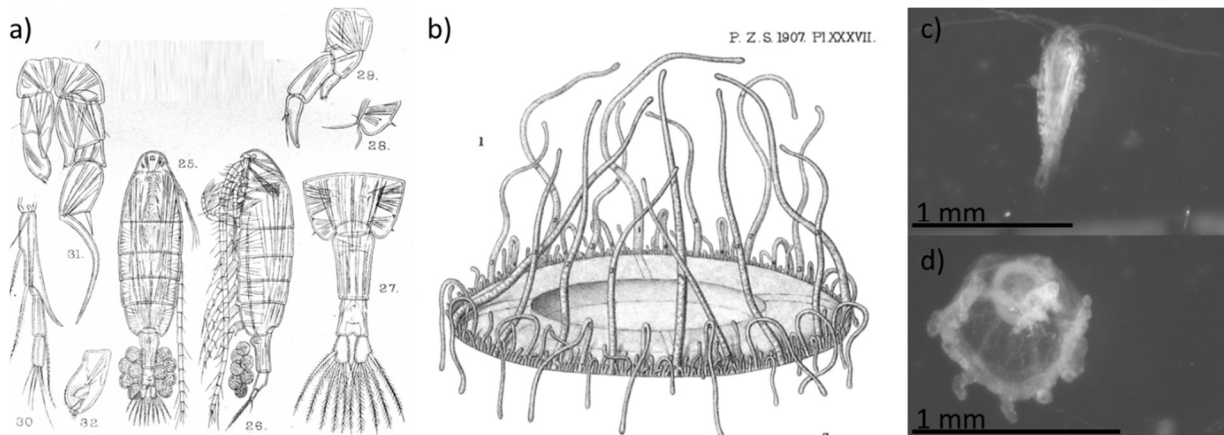 a)
29.
28.
25.
31.
27.
30
32
26.
b)
P. Z. S. 1907. Pl XXXVII.
1
c)
1 mm
d)
1 mm